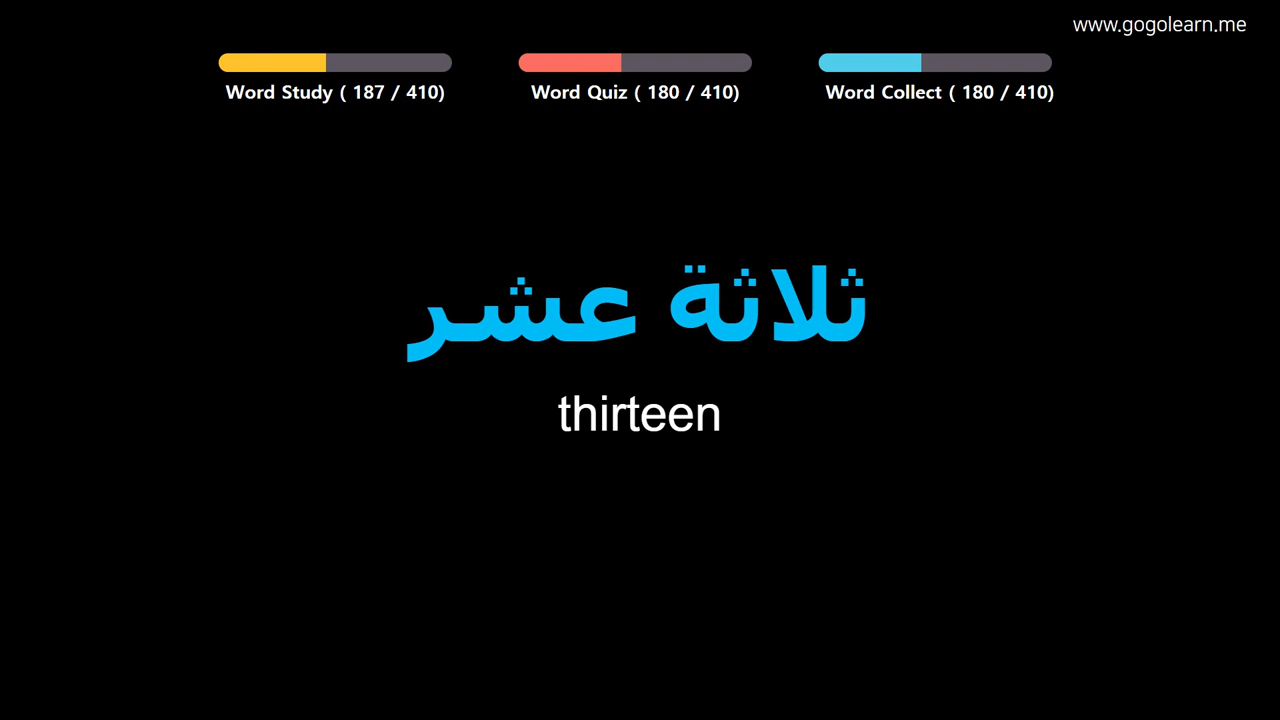 www.gogolearn.me
Word Study ( 187 / 410)
Word Quiz ( 180 / 410)
Word Collect ( 180 / 410)
ثلاثة عشر
thirteen